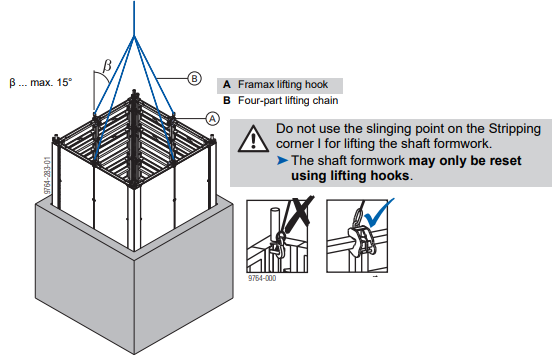 β
β ... max. 15°
B
A Framax lifting hook
B Four-part lifting chain
A
Do not use the slinging point on the Stripping
corner I for lifting the shaft formwork.
➤ The shaft formwork may only be reset
using lifting hooks.
9764-283-01
9764-000